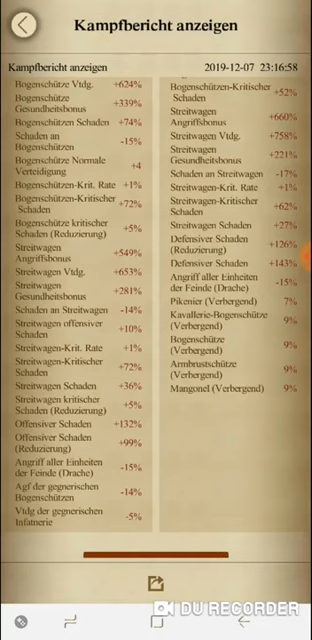 Kampfbericht anzeigen
Kampfbericht anzeigen 2019-12-07 23:16:58
Bogenschütze Vtdg. +624%
Bogenschütze
Gesundheitsbonus +339%
Bogenschützen Schaden +74%
Schaden an
Bogenschützen -15%
Bogenschütze Normale
Verteidigung +4
Bogenschützen-Krit. Rate +1%
Bogenschützen-Kritischer
Schaden +72%
Bogenschütze kritischer
Schaden (Reduzierung) +5%
Streitwagen
Angriffsbonus +549%
Streitwagen Vtdg. +653%
Streitwagen
Gesundheitsbonus +281%
Schaden an Streitwagen -14%
Streitwagen offensiver
Schaden +10%
Streitwagen-Krit. Rate +1%
Streitwagen-Kritischer
Schaden +72%
Streitwagen Schaden +36%
Streitwagen kritischer
Schaden (Reduzierung) +5%
Offensiver Schaden +132%
Offensiver Schaden
(Reduzierung) +99%
Angriff aller Einheiten
der Feinde (Drache) -15%
Agf der gegnerischen
Bogenschützen -14%
Vtdg der gegnerischen
Infanterie -5%
Bogenschützen-Kritischer
Schaden +52%
Streitwagen
Angriffsbonus +660%
Streitwagen Vtdg. +758%
Streitwagen
Gesundheitsbonus +221%
Schaden an Streitwagen -17%
Streitwagen-Krit. Rate +1%
Streitwagen-Kritischer
Schaden +62%
Streitwagen Schaden +27%
Defensiver Schaden
(Reduzierung) +126%
Defensiver Schaden +143%
Angriff aller Einheiten
der Feinde (Drache) -15%
Pikenier (Verbergend) 7%
Kavallerie-Bogenschütze
(Verbergend) 9%
Bogenschütze
(Verbergend) 9%
Armbrustschütze
(Verbergend) 9%
Mangonel (Verbergend) 9%
DU RECORDER